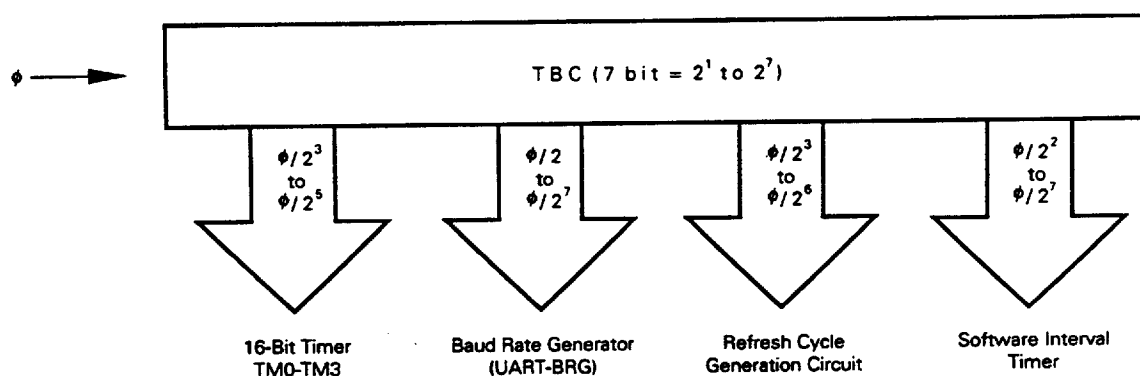 φ
TBC (7 bit = 2¹ to 2⁷)
φ/2³
to
φ/2⁵
φ/2
to
φ/2⁷
φ/2³
to
φ/2⁶
φ/2²
to
φ/2⁷
16-Bit Timer
TM0-TM3
Baud Rate Generator
(UART-BRG)
Refresh Cycle
Generation Circuit
Software Interval
Timer